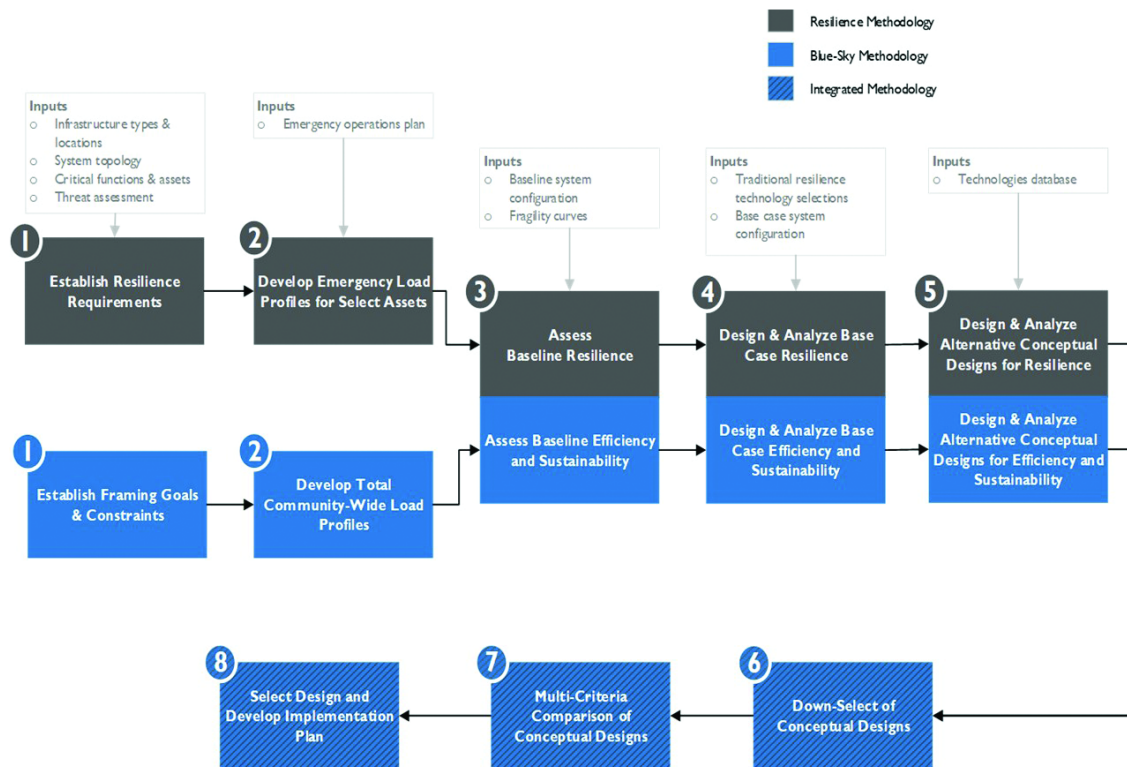 Resilience Methodology
Blue-Sky Methodology
Integrated Methodology
Inputs
○ Infrastructure types &
locations
○ System topology
○ Critical functions & assets
○ Threat assessment
Inputs
○ Emergency operations plan
Inputs
○ Baseline system
configuration
○ Fragility curves
Inputs
○ Traditional resilience
technology selections
○ Base case system
configuration
Inputs
○ Technologies database
1
Establish Resilience
Requirements
2
Develop Emergency Load
Profiles for Select Assets
3
Assess
Baseline Resilience
4
Design & Analyze Base
Case Resilience
5
Design & Analyze
Alternative Conceptual
Designs for Resilience
1
Establish Framing Goals
& Constraints
2
Develop Total
Community-Wide Load
Profiles
Assess Baseline Efficiency
and Sustainability
Design & Analyze Base
Case Efficiency and
Sustainability
Design & Analyze
Alternative Conceptual
Designs for Efficiency and
Sustainability
8
Select Design and
Develop Implementation
Plan
7
Multi-Criteria
Comparison of
Conceptual Designs
6
Down-Select of
Conceptual Designs